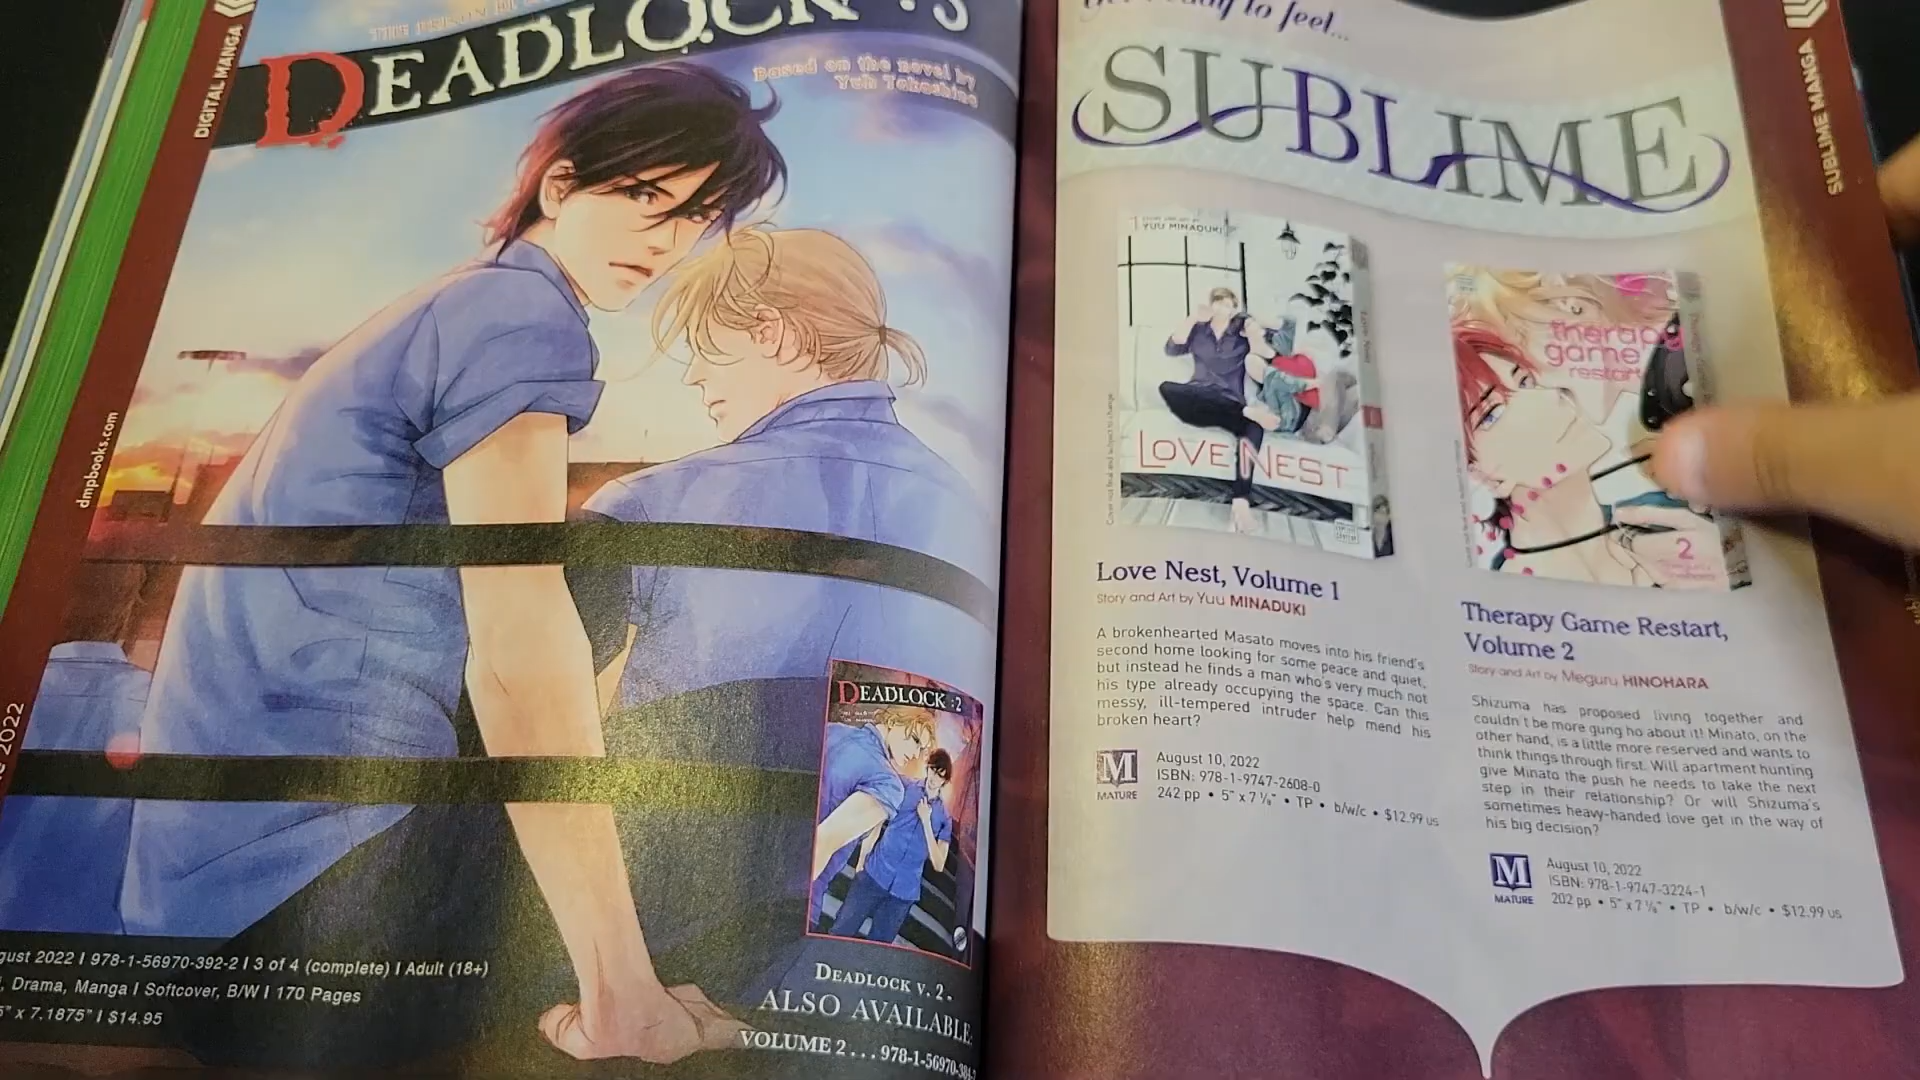 DEADLOCK :3
Based on the novel by
Yuh Takashina
DIGITAL MANGA
dmpbooks.com
2022
gust 2022 | 978-1-56970-392-2 | 3 of 4 (complete) | Adult (18+)
, Drama, Manga | Softcover, B/W | 170 Pages
x 7.1875" | $14.95
DEADLOCK :2
DEADLOCK V. 2.
ALSO AVAILABLE
VOLUME 2 . . . 978-1-56970-384-
to feel...
SUBLIME
SUBLIME MANGA
YUU MINADUKI
LOVE NEST
Cover not final and subject to change.
Love Nest, Volume 1
Story and Art by Yuu MINADUKI
A brokenhearted Masato moves into his friend's
second home looking for some peace and quiet,
but instead he finds a man who's very much not
his type already occupying the space. Can this
messy, ill-tempered intruder help mend his
broken heart?
M
MATURE
August 10, 2022
ISBN: 978-1-9747-2608-0
242 pp • 5" x 7 1/8" • TP • b/w/c • $12.99 US
therapy
game
restart
2
Therapy Game Restart,
Volume 2
Story and Art by Meguru HINOHARA
Shizuma has proposed living together and
couldn't be more gung ho about it! Minato, on the
other hand, is a little more reserved and wants to
think things through first. Will apartment hunting
give Minato the push he needs to take the next
step in their relationship? Or will Shizuma's
sometimes heavy-handed love get in the way of
his big decision?
M
MATURE
August 10, 2022
ISBN: 978-1-9747-3224-1
202 pp • 5" x 7 1/8" • TP • b/w/c • $12.99 US